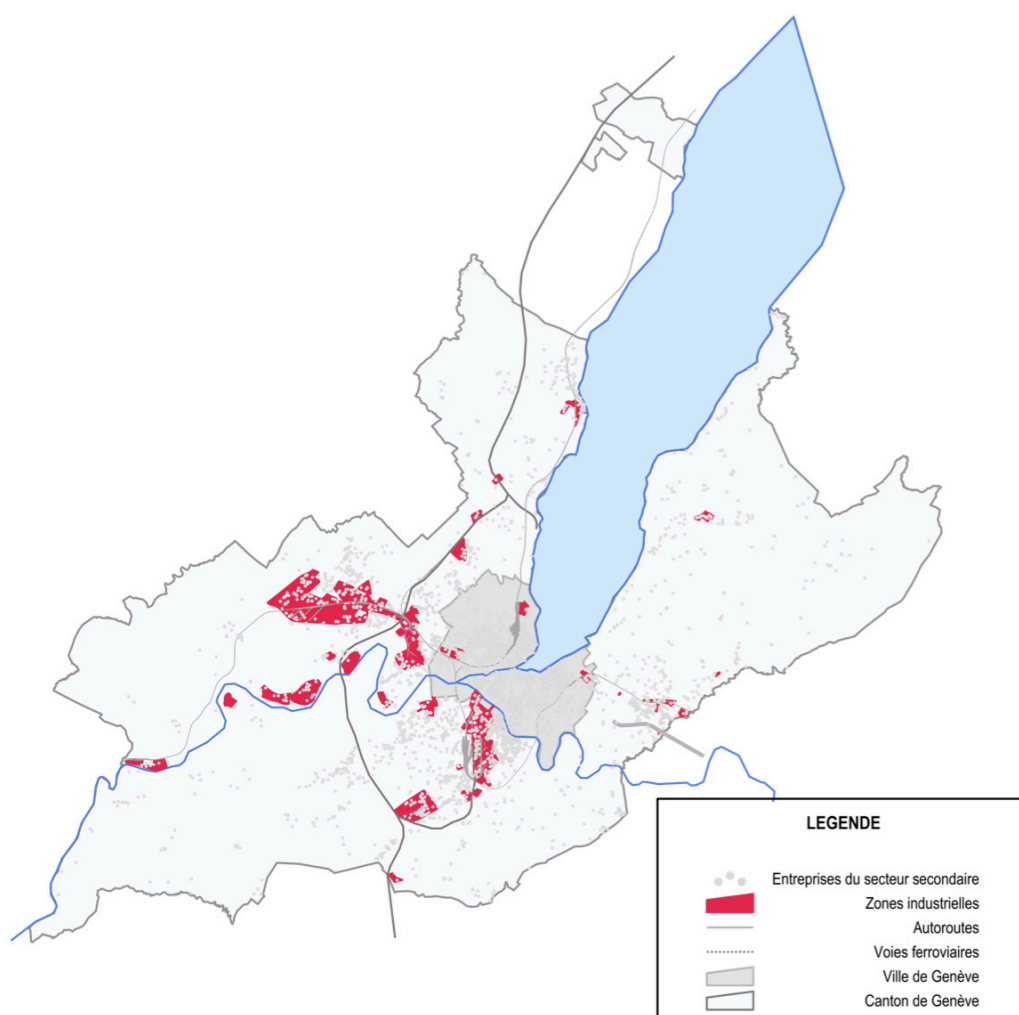 LEGENDE
Entreprises du secteur secondaire
Zones industrielles
Autoroutes
Voies ferroviaires
Ville de Genève
Canton de Genève